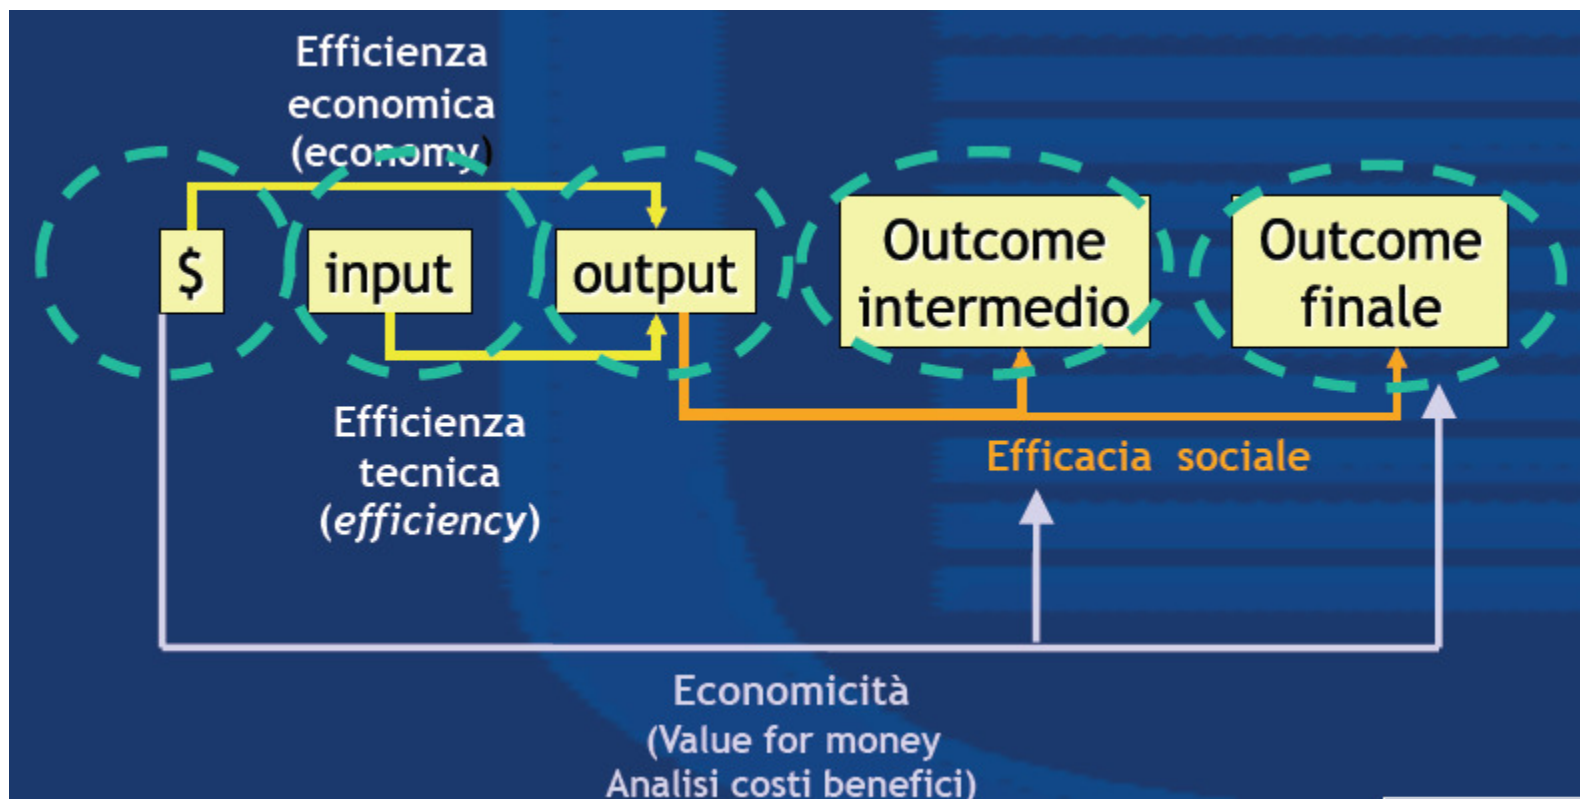 Efficienza
economica
(economy)
$
input
output
Outcome
intermedio
Outcome
finale
Efficienza
tecnica
(efficiency)
Efficacia sociale
Economicità
(Value for money
Analisi costi benefici)